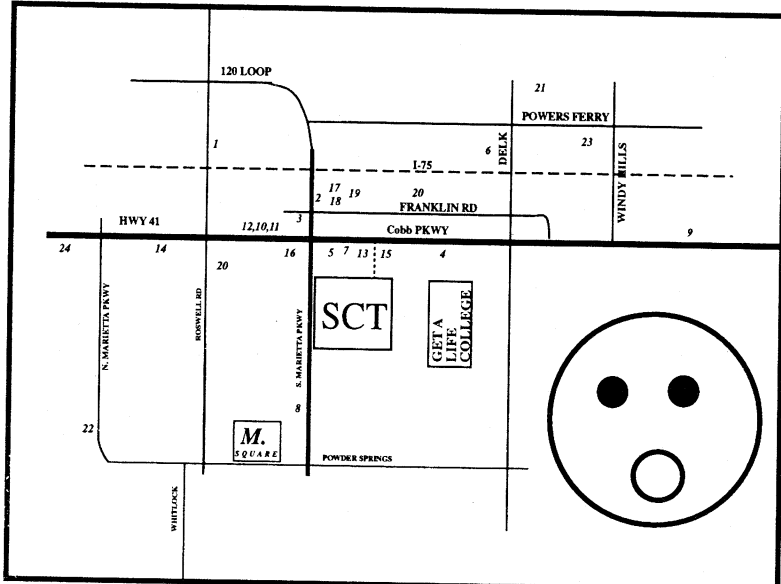 120 LOOP
21
POWERS FERRY
1
6
DELK
23
I-75
WINDY HILLS
17
2
18
19
20
FRANKLIN RD
3
HWY 41
12,10,11
Cobb PKWY
9
24
14
20
16
5
7
13
15
4
N. MARIETTA PKWY
ROSWELL RD
S. MARIETTA PKWY
SCT
GET A
LIFE
COLLEGE
8
22
M.
SQUARE
POWDER SPRINGS
WHITLOCK